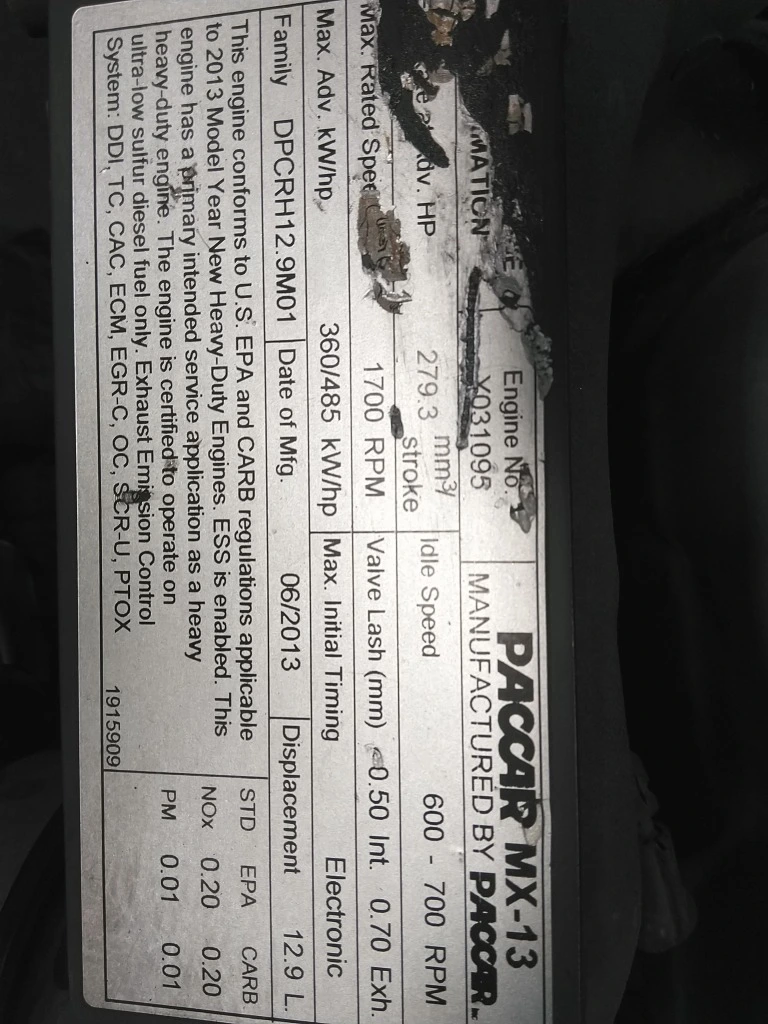 Engine No. PACCAR MX-13
MATION Y031095 MANUFACTURED BY PACCAR INC
Adv. HP 279.3 mm³/stroke Idle Speed 600 - 700 RPM
Max. Rated Spee 1700 RPM Valve Lash (mm) 0.50 Int. 0.70 Exh.
Max. Adv. kW/hp 360/485 kW/hp Max. Initial Timing Electronic
Family DPCRH12.9M01 Date of Mfg. 06/2013 Displacement 12.9 L.
This engine conforms to U.S. EPA and CARB regulations applicable
to 2013 Model Year New Heavy-Duty Engines. ESS is enabled. This
engine has a primary intended service application as a heavy
heavy-duty engine. The engine is certified to operate on
ultra-low sulfur diesel fuel only. Exhaust Emission Control
System: DDI, TC, CAC, ECM, EGR-C, OC, SCR-U, PTOX
1915909
STD EPA CARB
NOx 0.20 0.20
PM 0.01 0.01